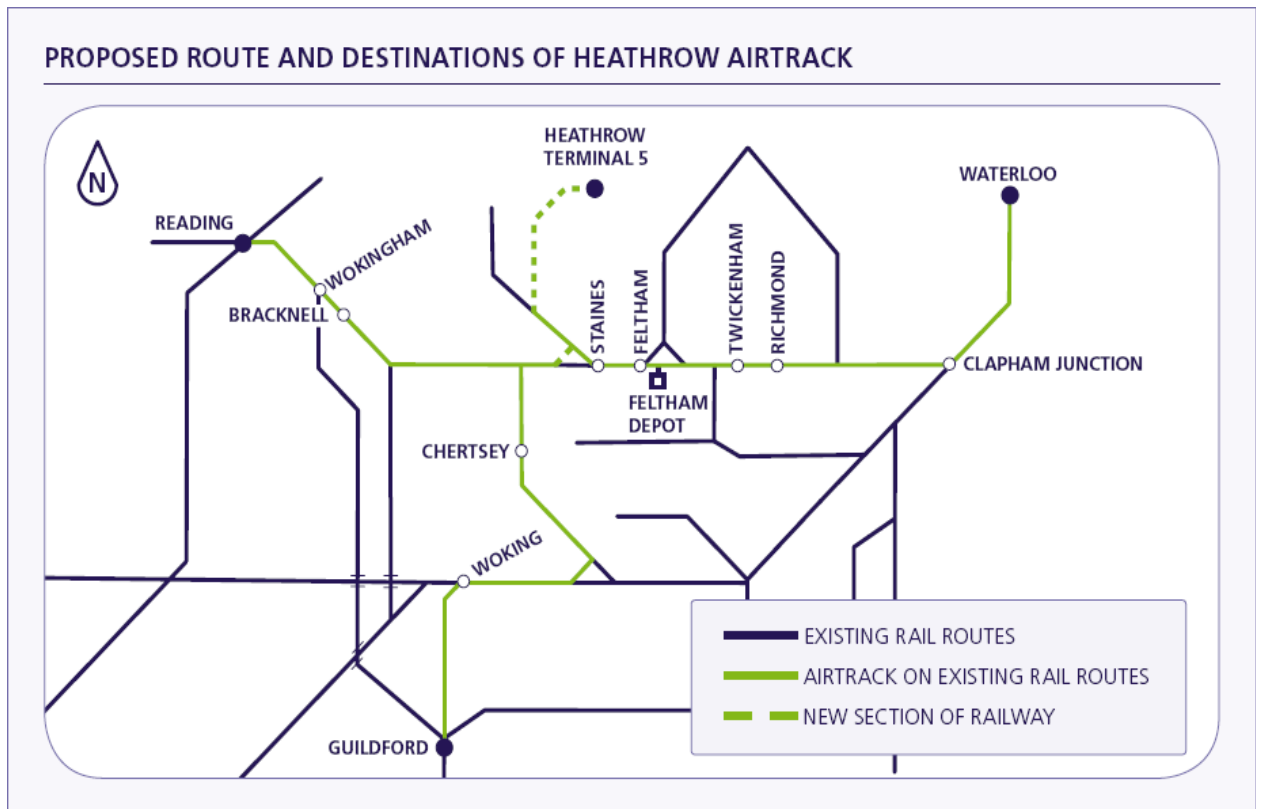 PROPOSED ROUTE AND DESTINATIONS OF HEATHROW AIRTRACK
N
HEATHROW
TERMINAL 5
WATERLOO
READING
WOKINGHAM
BRACKNELL
STAINES
FELTHAM
TWICKENHAM
RICHMOND
CLAPHAM JUNCTION
FELTHAM
DEPOT
CHERTSEY
WOKING
EXISTING RAIL ROUTES
AIRTRACK ON EXISTING RAIL ROUTES
NEW SECTION OF RAILWAY
GUILDFORD